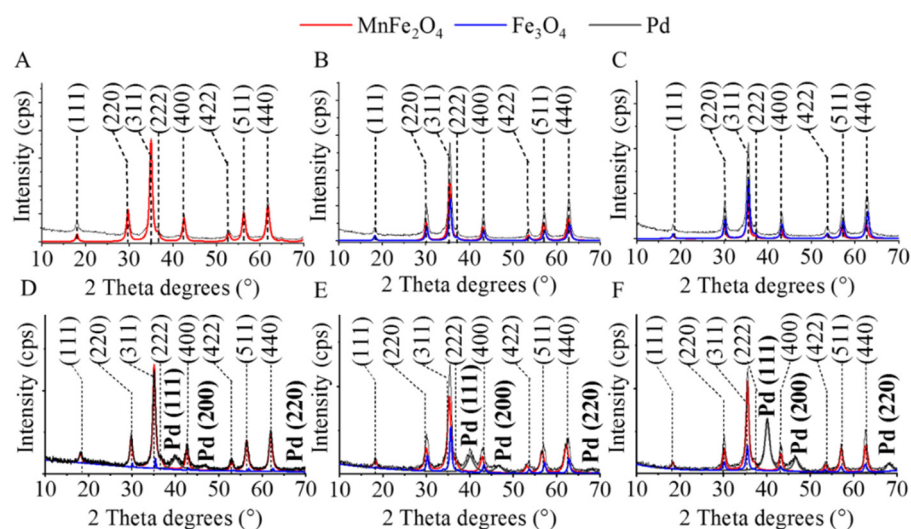 MnFe₂O₄ Fe₃O₄ Pd
A
Intensity (cps)
(111) (220) (311) (222) (400) (422) (511) (440)
10 20 30 40 50 60 70
2 Theta degrees (°)
B
Intensity (cps)
(111) (220) (311) (222) (400) (422) (511) (440)
10 20 30 40 50 60 70
2 Theta degrees (°)
C
Intensity (cps)
(111) (220) (311) (222) (400) (422) (511) (440)
10 20 30 40 50 60 70
2 Theta degrees (°)
D
Intensity (cps)
(111) (220) (311) (222) Pd (111) (400) Pd (200) (422) (511) (440) Pd (220)
10 20 30 40 50 60 70
2 Theta degrees (°)
E
Intensity (cps)
(111) (220) (311) (222) Pd (111) (400) Pd (200) (422) (511) (440) Pd (220)
10 20 30 40 50 60 70
2 Theta degrees (°)
F
Intensity (cps)
(111) (220) (311) (222) Pd (111) (400) Pd (200) (422) (511) (440) Pd (220)
10 20 30 40 50 60 70
2 Theta degrees (°)